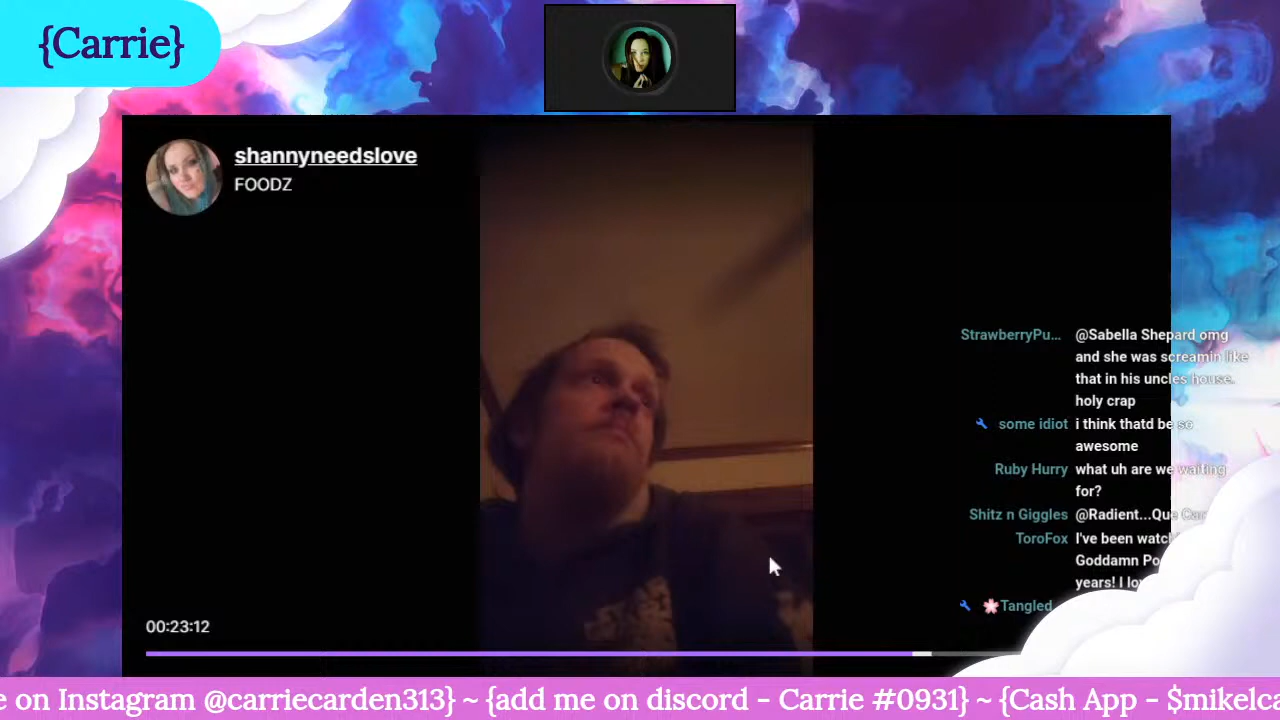 {Carrie}
shannyneedslove
FOODZ
StrawberryPu... @Sabella Shepard omg
and she was screamin like
that in his uncles house.
holy crap
some idiot i think thatd be so
awesome
Ruby Hurry what uh are we waiting
for?
Shitz n Giggles @Radient...Que Car
ToroFox I've been watc
Goddamn Po
years! I lo
Tangled
00:23:12
e on Instagram @carriecarden313} ~ {add me on discord - Carrie #0931} ~ {Cash App - $mikelca